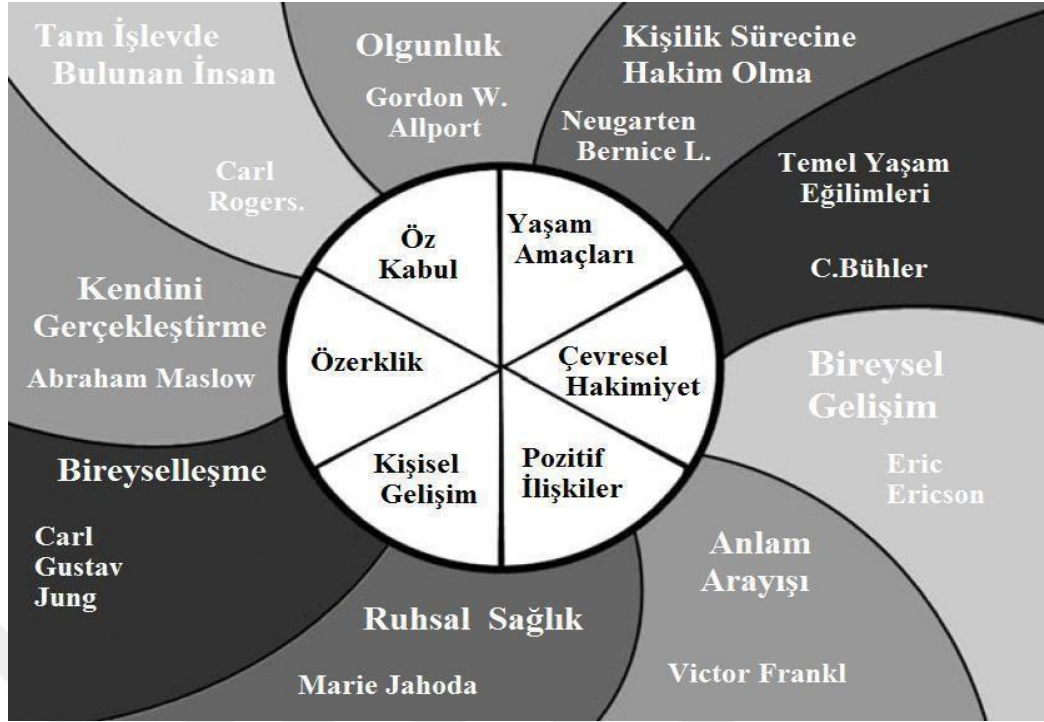 Tam İşlevde
Bulunan İnsan
Carl
Rogers.
Olgunluk
Gordon W.
Allport
Kişilik Sürecine
Hakim Olma
Neugarten
Bernice L.
Temel Yaşam
Eğilimleri
C.Bühler
Bireysel
Gelişim
Eric
Ericson
Anlam
Arayışı
Victor Frankl
Ruhsal Sağlık
Marie Jahoda
Bireyselleşme
Carl
Gustav
Jung
Kendini
Gerçekleştirme
Abraham Maslow
Öz
Kabul
Yaşam
Amaçları
Çevresel
Hakimiyet
Pozitif
İlişkiler
Kişisel
Gelişim
Özerklik